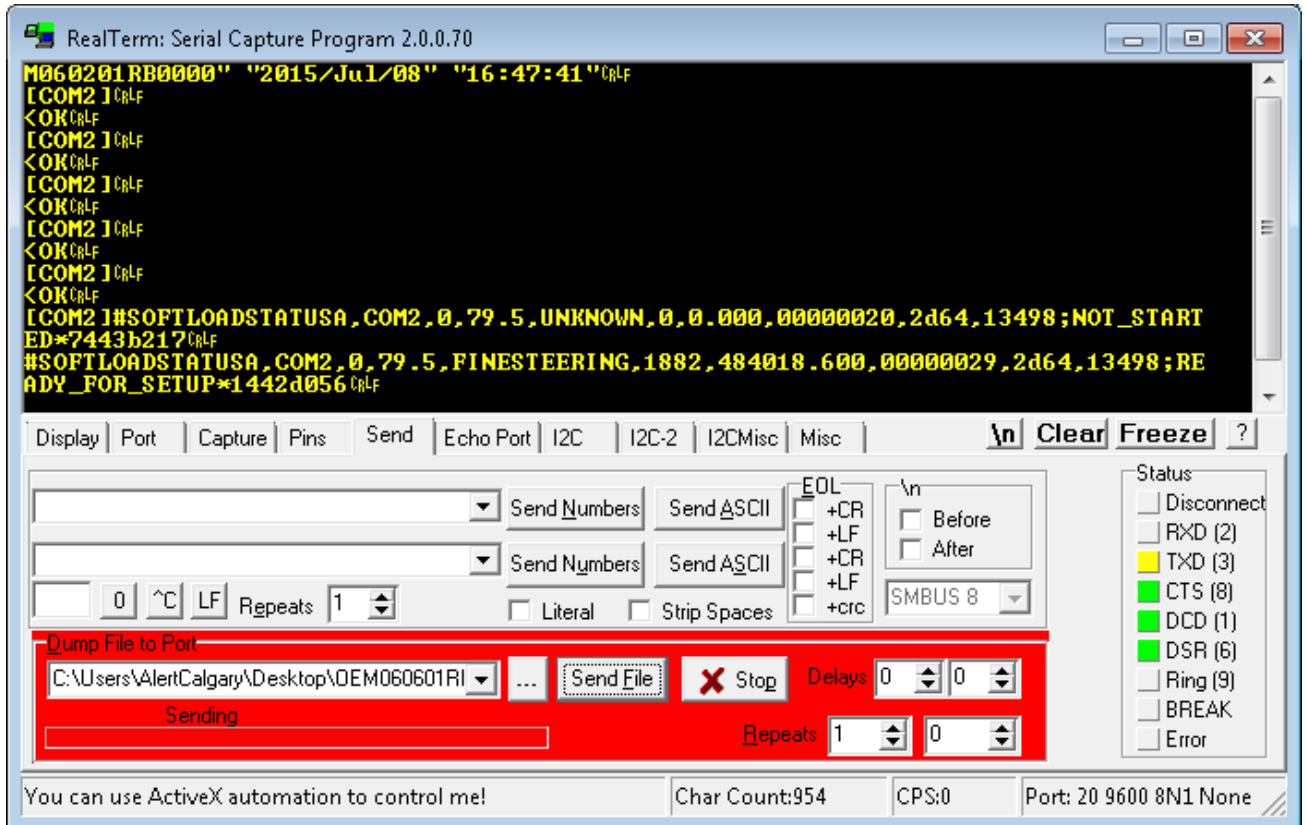 RealTerm: Serial Capture Program 2.0.0.70
M060201RB0000" "2015/Jul/08" "16:47:41"CRLF
[COM2]CRLF
<OKCRLF
[COM2]CRLF
<OKCRLF
[COM2]CRLF
<OKCRLF
[COM2]CRLF
<OKCRLF
[COM2]CRLF
<OKCRLF
[COM2]#SOFTLOADSTATUSA,COM2,0,79.5,UNKNOWN,0,0.000,00000020,2d64,13498;NOT_START
ED*7443b217CRLF
#SOFTLOADSTATUSA,COM2,0,79.5,FINESTEERING,1882,484018.600,00000029,2d64,13498;RE
ADY_FOR_SETUP*1442d056CRLF
Display Port Capture Pins Send Echo Port I2C I2C-2 I2CMisc Misc \n Clear Freeze ?
Send Numbers Send ASCII
Send Numbers Send ASCII
0 ^C LF Repeats 1
Literal Strip Spaces
EOL
+CR
+LF
+CR
+LF
+crc
\n
Before
After
SMBUS 8
Status
Disconnect
RXD (2)
TXD (3)
CTS (8)
DCD (1)
DSR (6)
Ring (9)
BREAK
Error
Dump File to Port
C:\Users\AlertCalgary\Desktop\OEM060601RI ... Send File Stop Delays 0 0
Sending
Repeats 1 0
You can use ActiveX automation to control me! Char Count:954 CPS:0 Port: 20 9600 8N1 None